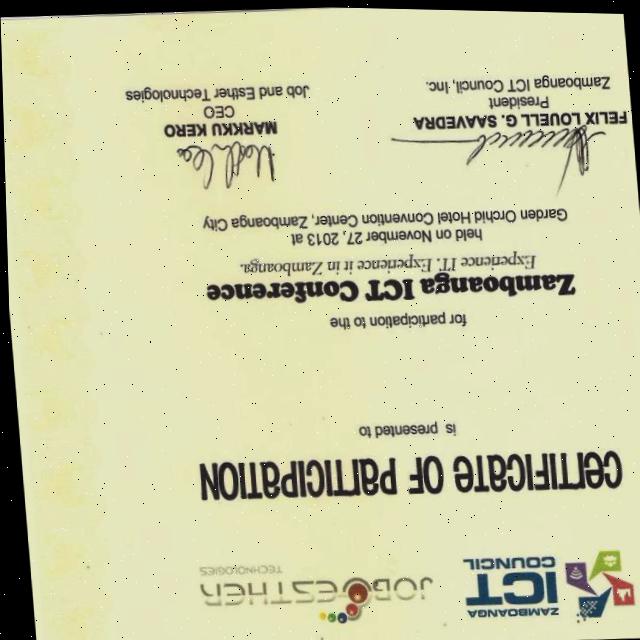 ZAMBOANGA
ICT
COUNCIL
JOB ESTHER
TECHNOLOGIES
CERTIFICATE OF PARTICIPATION
is presented to
for participation to the
Zamboanga ICT Conference
Experience IT. Experience it in Zamboanga.
held on November 27, 2013 at
Garden Orchid Hotel Convention Center, Zamboanga City
FELIX LOUELL G. SAAVEDRA
President
Zamboanga ICT Council, Inc.
MARKKU KERO
CEO
Job and Esther Technologies